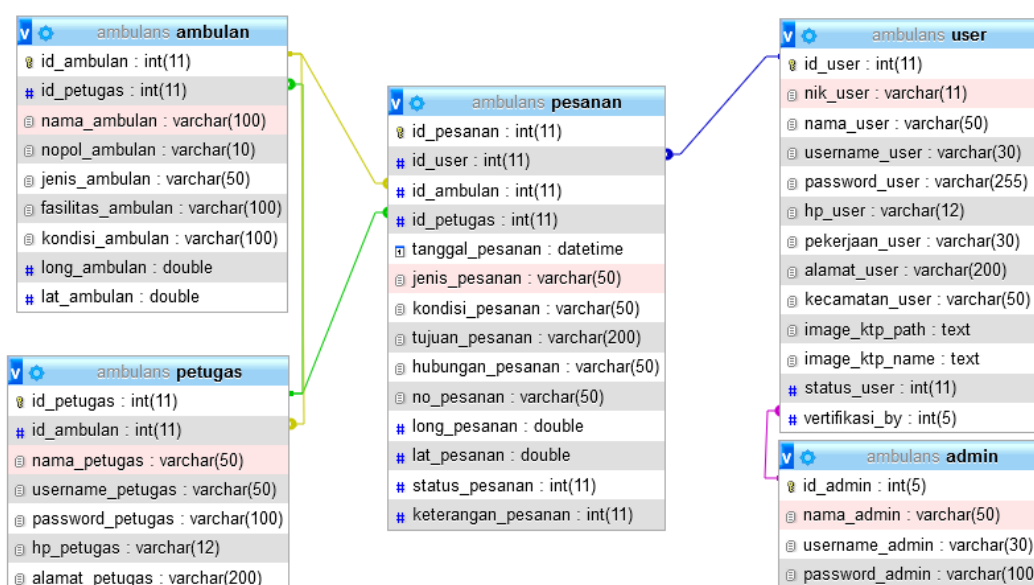 v ambulans ambulan
id_ambulan : int(11)
# id_petugas : int(11)
nama_ambulan : varchar(100)
nopol_ambulan : varchar(10)
jenis_ambulan : varchar(50)
fasilitas_ambulan : varchar(100)
kondisi_ambulan : varchar(100)
# long_ambulan : double
# lat_ambulan : double
v ambulans petugas
id_petugas : int(11)
# id_ambulan : int(11)
nama_petugas : varchar(50)
username_petugas : varchar(50)
password_petugas : varchar(100)
hp_petugas : varchar(12)
alamat_petugas : varchar(200)
v ambulans pesanan
id_pesanan : int(11)
# id_user : int(11)
# id_ambulan : int(11)
# id_petugas : int(11)
tanggal_pesanan : datetime
jenis_pesanan : varchar(50)
kondisi_pesanan : varchar(50)
tujuan_pesanan : varchar(200)
hubungan_pesanan : varchar(50)
no_pesanan : varchar(50)
# long_pesanan : double
# lat_pesanan : double
# status_pesanan : int(11)
# keterangan_pesanan : int(11)
v ambulans user
id_user : int(11)
nik_user : varchar(11)
nama_user : varchar(50)
username_user : varchar(30)
password_user : varchar(255)
hp_user : varchar(12)
pekerjaan_user : varchar(30)
alamat_user : varchar(200)
kecamatan_user : varchar(50)
image_ktp_path : text
image_ktp_name : text
# status_user : int(11)
# vertifikasi_by : int(5)
v ambulans admin
id_admin : int(5)
nama_admin : varchar(50)
username_admin : varchar(30)
password_admin : varchar(100